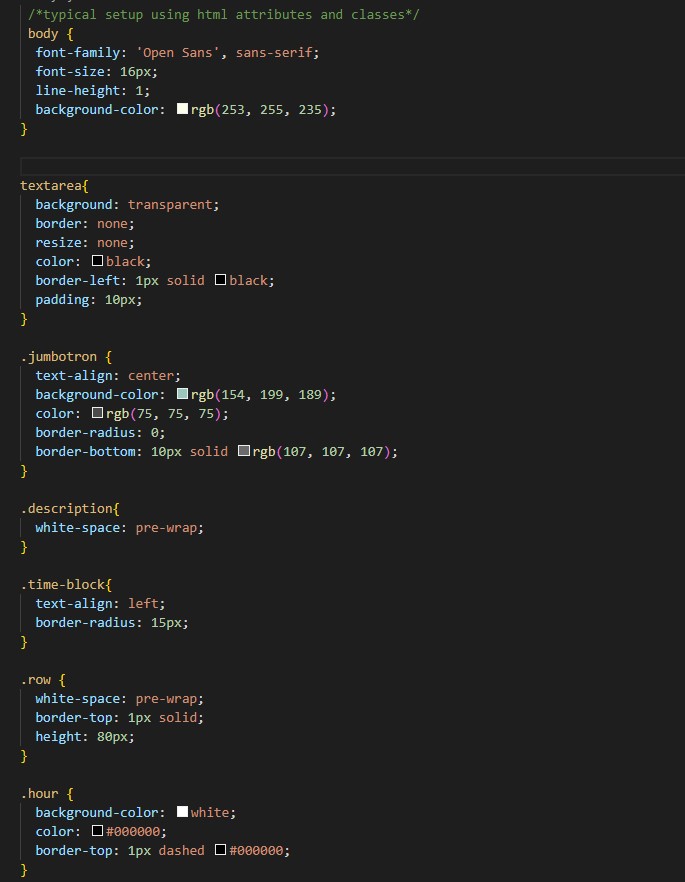 /*typical setup using html attributes and classes*/
body {
font-family: 'Open Sans', sans-serif;
font-size: 16px;
line-height: 1;
background-color: rgb(253, 255, 235);
}
textarea{
background: transparent;
border: none;
resize: none;
color: black;
border-left: 1px solid black;
padding: 10px;
}
.jumbotron {
text-align: center;
background-color: rgb(154, 199, 189);
color: rgb(75, 75, 75);
border-radius: 0;
border-bottom: 10px solid rgb(107, 107, 107);
}
.description{
white-space: pre-wrap;
}
.time-block{
text-align: left;
border-radius: 15px;
}
.row {
white-space: pre-wrap;
border-top: 1px solid;
height: 80px;
}
.hour {
background-color: white;
color: #000000;
border-top: 1px dashed #000000;
}